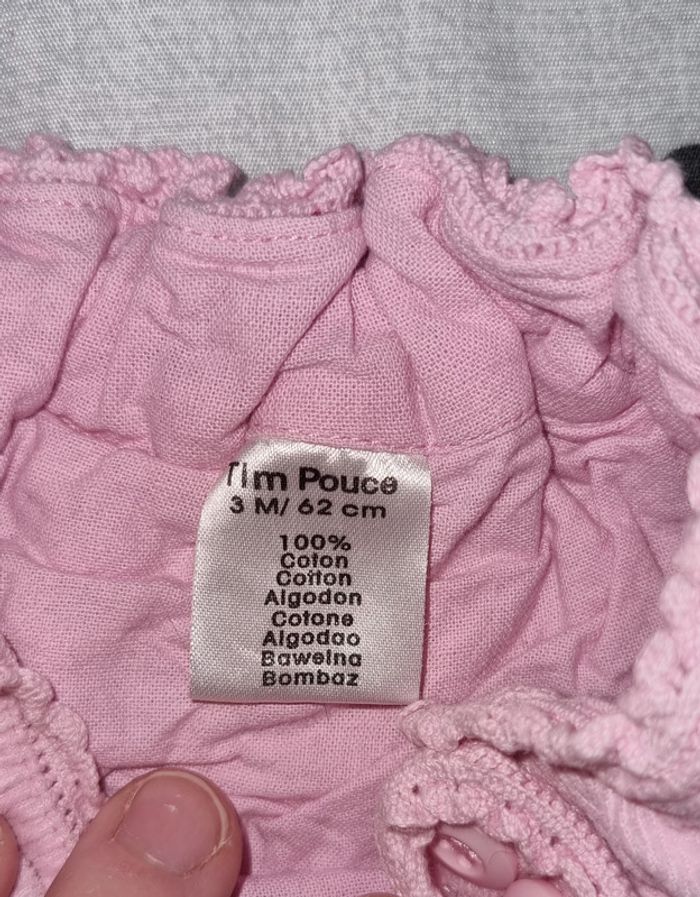 Tim Pouce
3 M/ 62 cm
100%
Coton
Cotton
Algodon
Cotone
Algodao
Bawelna
Bombaz